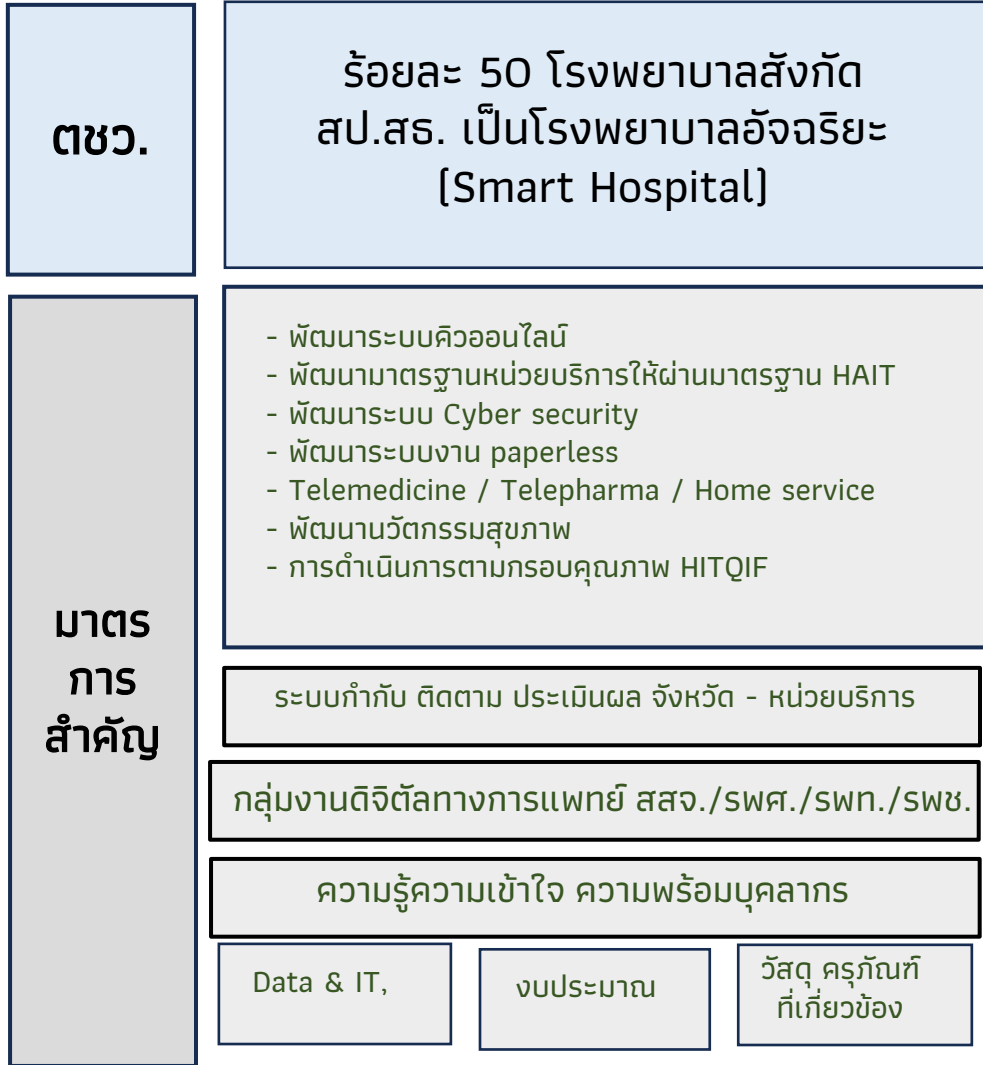 ตชว.
ร้อยละ 50 โรงพยาบาลสังกัด
สป.สธ. เป็นโรงพยาบาลอัจฉริยะ
(Smart Hospital)
มาตร
การ
สำคัญ
- พัฒนาระบบคิวออนไลน์
- พัฒนามาตรฐานหน่วยบริการให้ผ่านมาตรฐาน HAIT
- พัฒนาระบบ Cyber security
- พัฒนาระบบงาน paperless
- Telemedicine / Telepharma / Home service
- พัฒนานวัตกรรมสุขภาพ
- การดำเนินการตามกรอบคุณภาพ HITQIF
ระบบกำกับ ติดตาม ประเมินผล จังหวัด - หน่วยบริการ
กลุ่มงานดิจิตัลทางการแพทย์ สสจ./รพศ./รพท./รพช.
ความรู้ความเข้าใจ ความพร้อมบุคลากร
Data & IT,
งบประมาณ
วัสดุ ครุภัณฑ์
ที่เกี่ยวข้อง